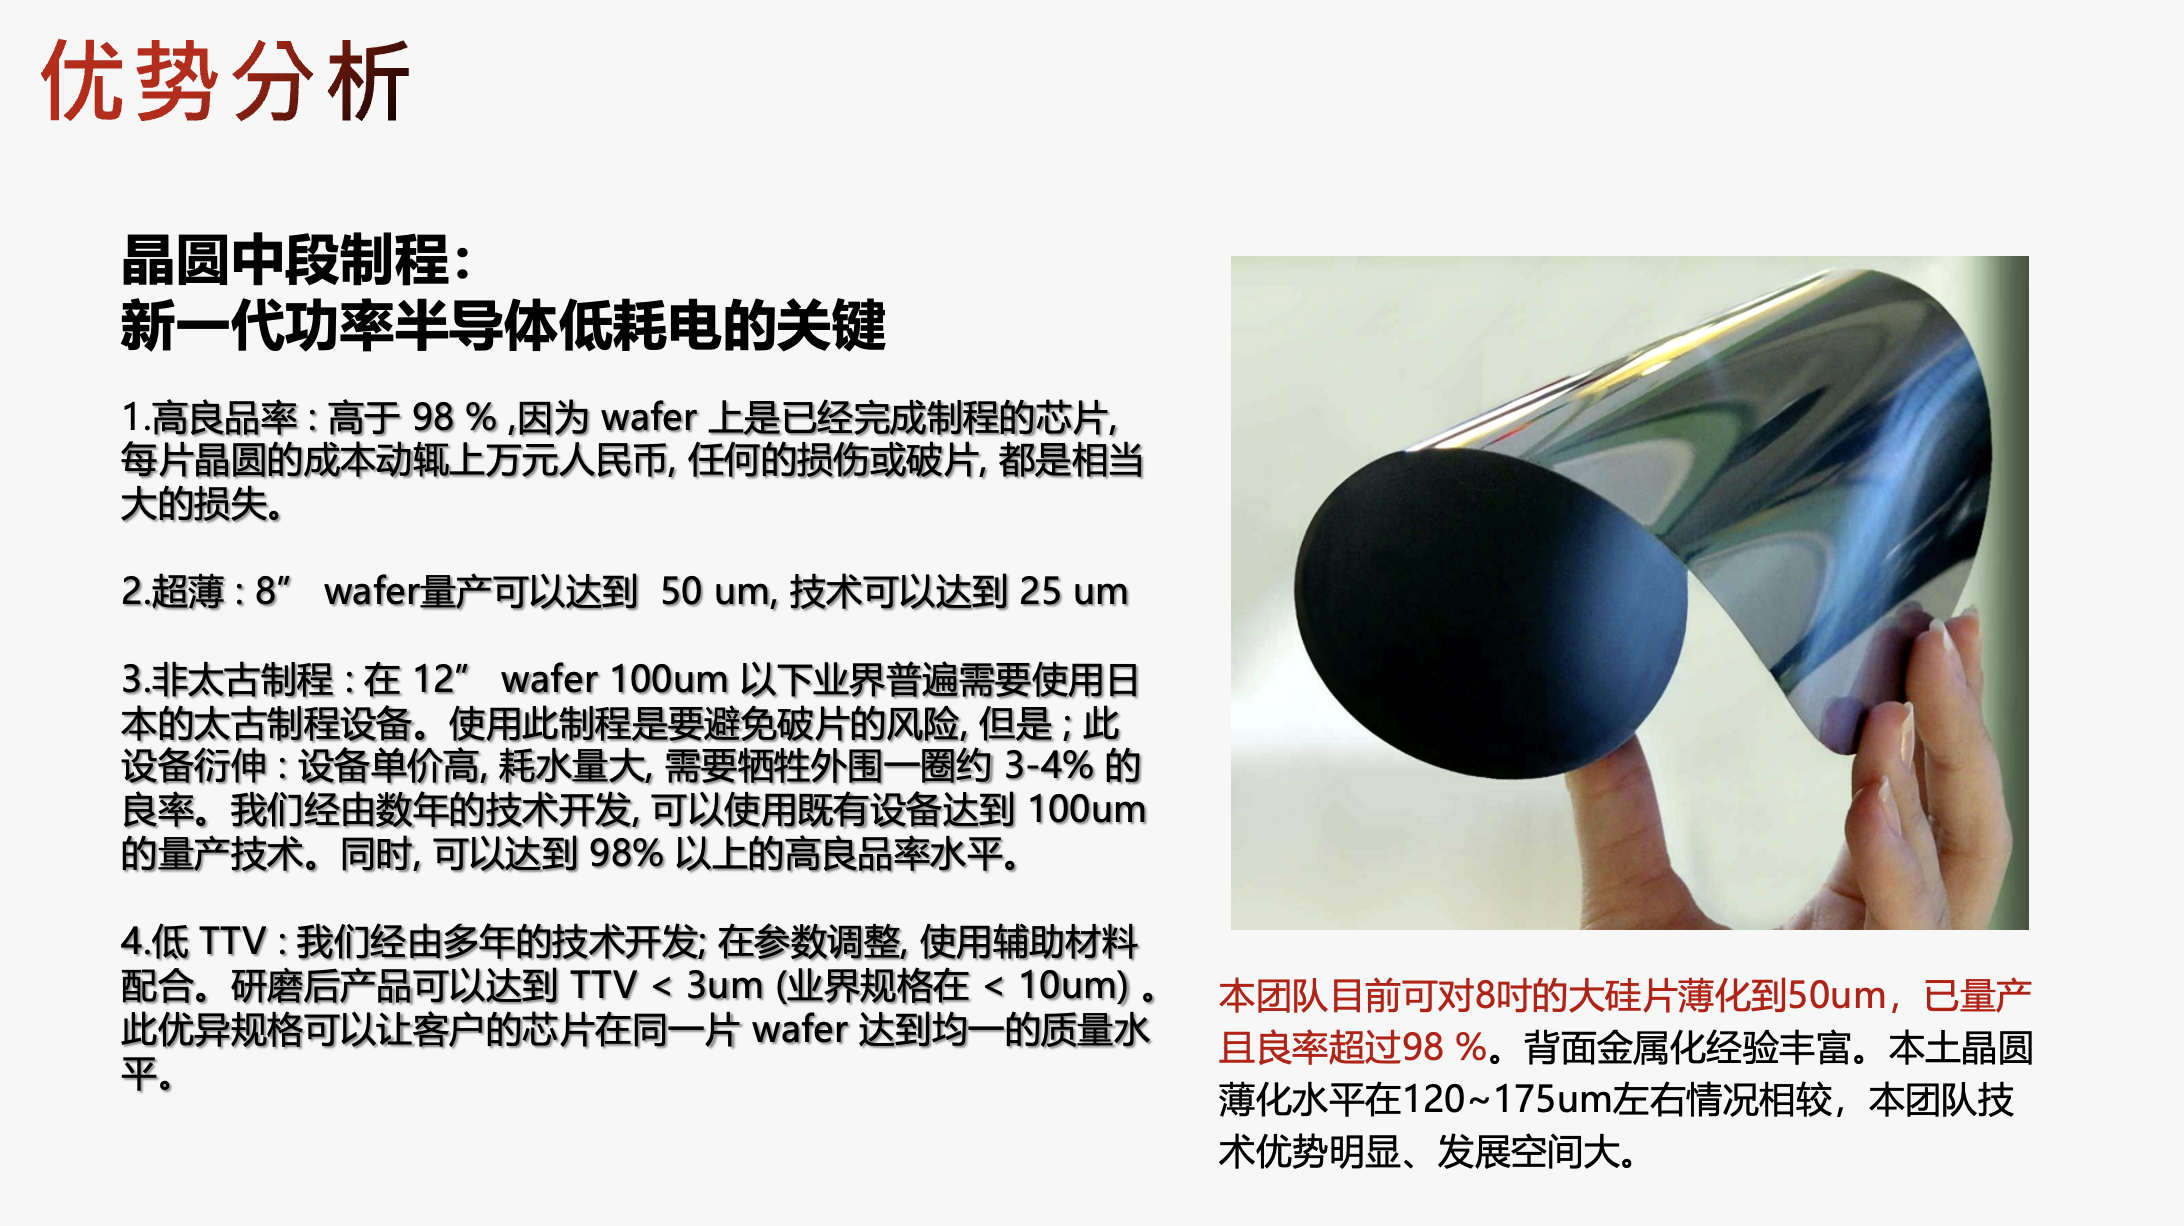 优势分析
晶圆中段制程：
新一代功率半导体低耗电的关键
1.高良品率 : 高于 98 % ,因为 wafer 上是已经完成制程的芯片,
每片晶圆的成本动辄上万元人民币, 任何的损伤或破片, 都是相当
大的损失。
2.超薄 : 8” wafer量产可以达到 50 um, 技术可以达到 25 um
3.非太古制程 : 在 12” wafer 100um 以下业界普遍需要使用日
本的太古制程设备。使用此制程是要避免破片的风险, 但是 ; 此
设备衍伸 : 设备单价高, 耗水量大, 需要牺牲外围一圈约 3-4% 的
良率。我们经由数年的技术开发, 可以使用既有设备达到 100um
的量产技术。同时, 可以达到 98% 以上的高良品率水平。
4.低 TTV : 我们经由多年的技术开发; 在参数调整, 使用辅助材料
配合。研磨后产品可以达到 TTV < 3um (业界规格在 < 10um) 。
此优异规格可以让客户的芯片在同一片 wafer 达到均一的质量水
平。
本团队目前可对8吋的大硅片薄化到50um，已量产
且良率超过98 %。背面金属化经验丰富。本土晶圆
薄化水平在120~175um左右情况相较，本团队技
术优势明显、发展空间大。